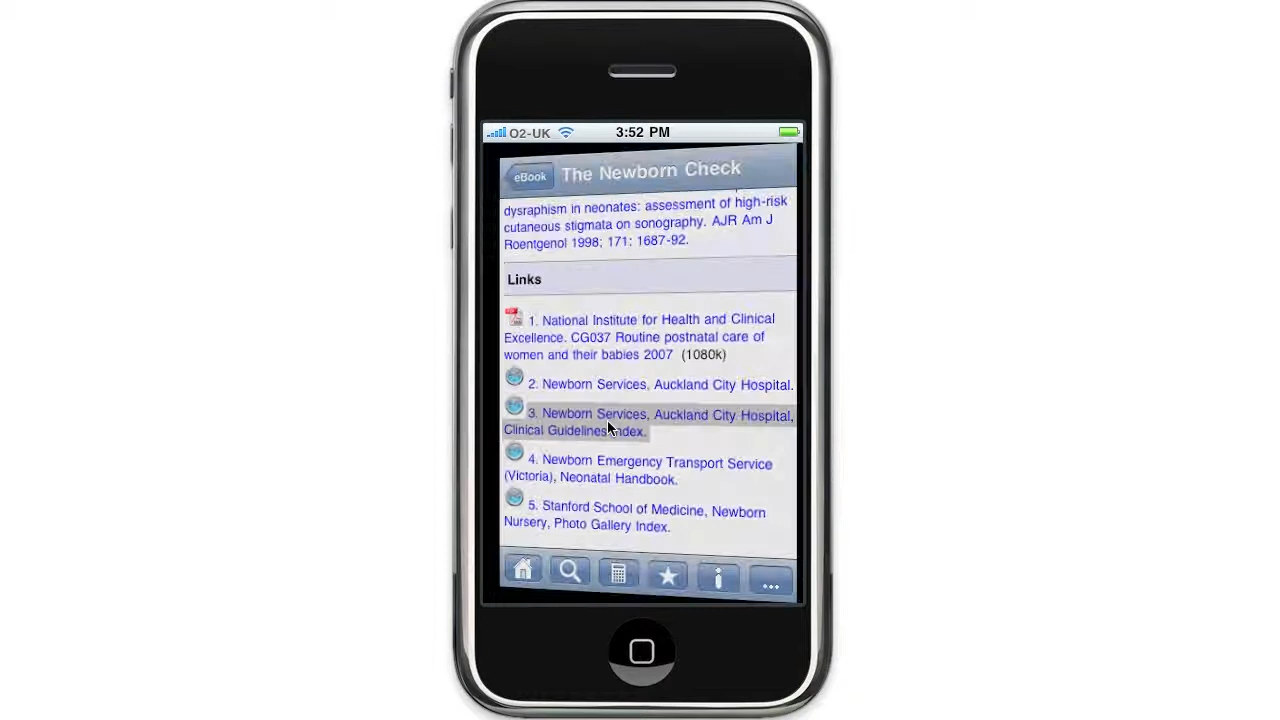 O2-UK 3:52 PM
eBook The Newborn Check
dysraphism in neonates: assessment of high-risk
cutaneous stigmata on sonography. AJR Am J
Roentgenol 1998; 171: 1687-92.
Links
1. National Institute for Health and Clinical
Excellence. CG037 Routine postnatal care of
women and their babies 2007 (1080k)
2. Newborn Services, Auckland City Hospital.
3. Newborn Services, Auckland City Hospital,
Clinical Guidelines Index.
4. Newborn Emergency Transport Service
(Victoria), Neonatal Handbook.
5. Stanford School of Medicine, Newborn
Nursery, Photo Gallery Index.